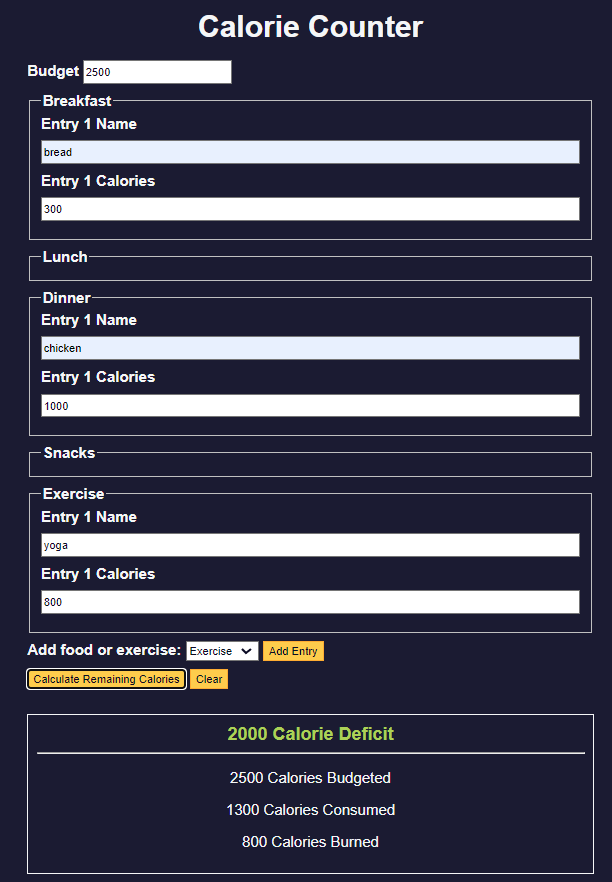 Calorie Counter
Budget 2500
Breakfast
Entry 1 Name
bread
Entry 1 Calories
300
Lunch
Dinner
Entry 1 Name
chicken
Entry 1 Calories
1000
Snacks
Exercise
Entry 1 Name
yoga
Entry 1 Calories
800
Add food or exercise: Exercise Add Entry
Calculate Remaining Calories Clear
2000 Calorie Deficit
2500 Calories Budgeted
1300 Calories Consumed
800 Calories Burned